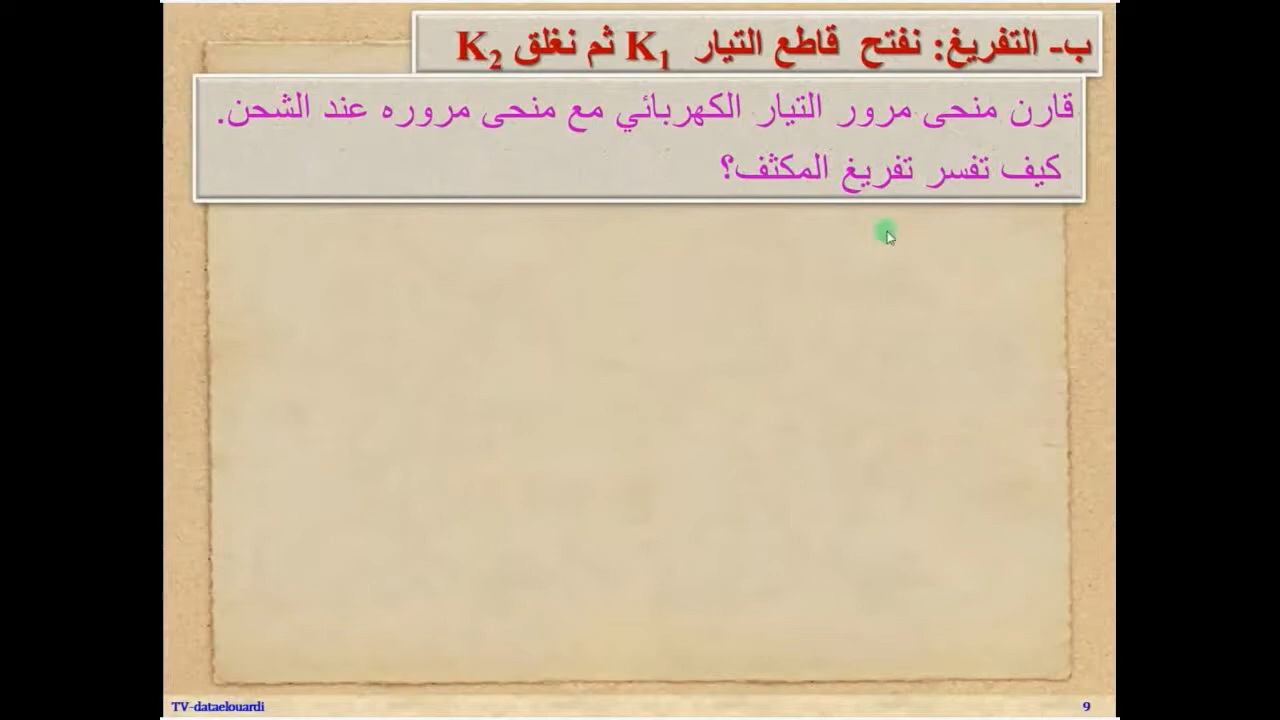 ب- التفريغ: نفتح قاطع التيار K₁ ثم نغلق K₂
قارن منحى مرور التيار الكهربائي مع منحى مروره عند الشحن.
كيف تفسر تفريغ المكثف؟
TV-dataelouardi
9